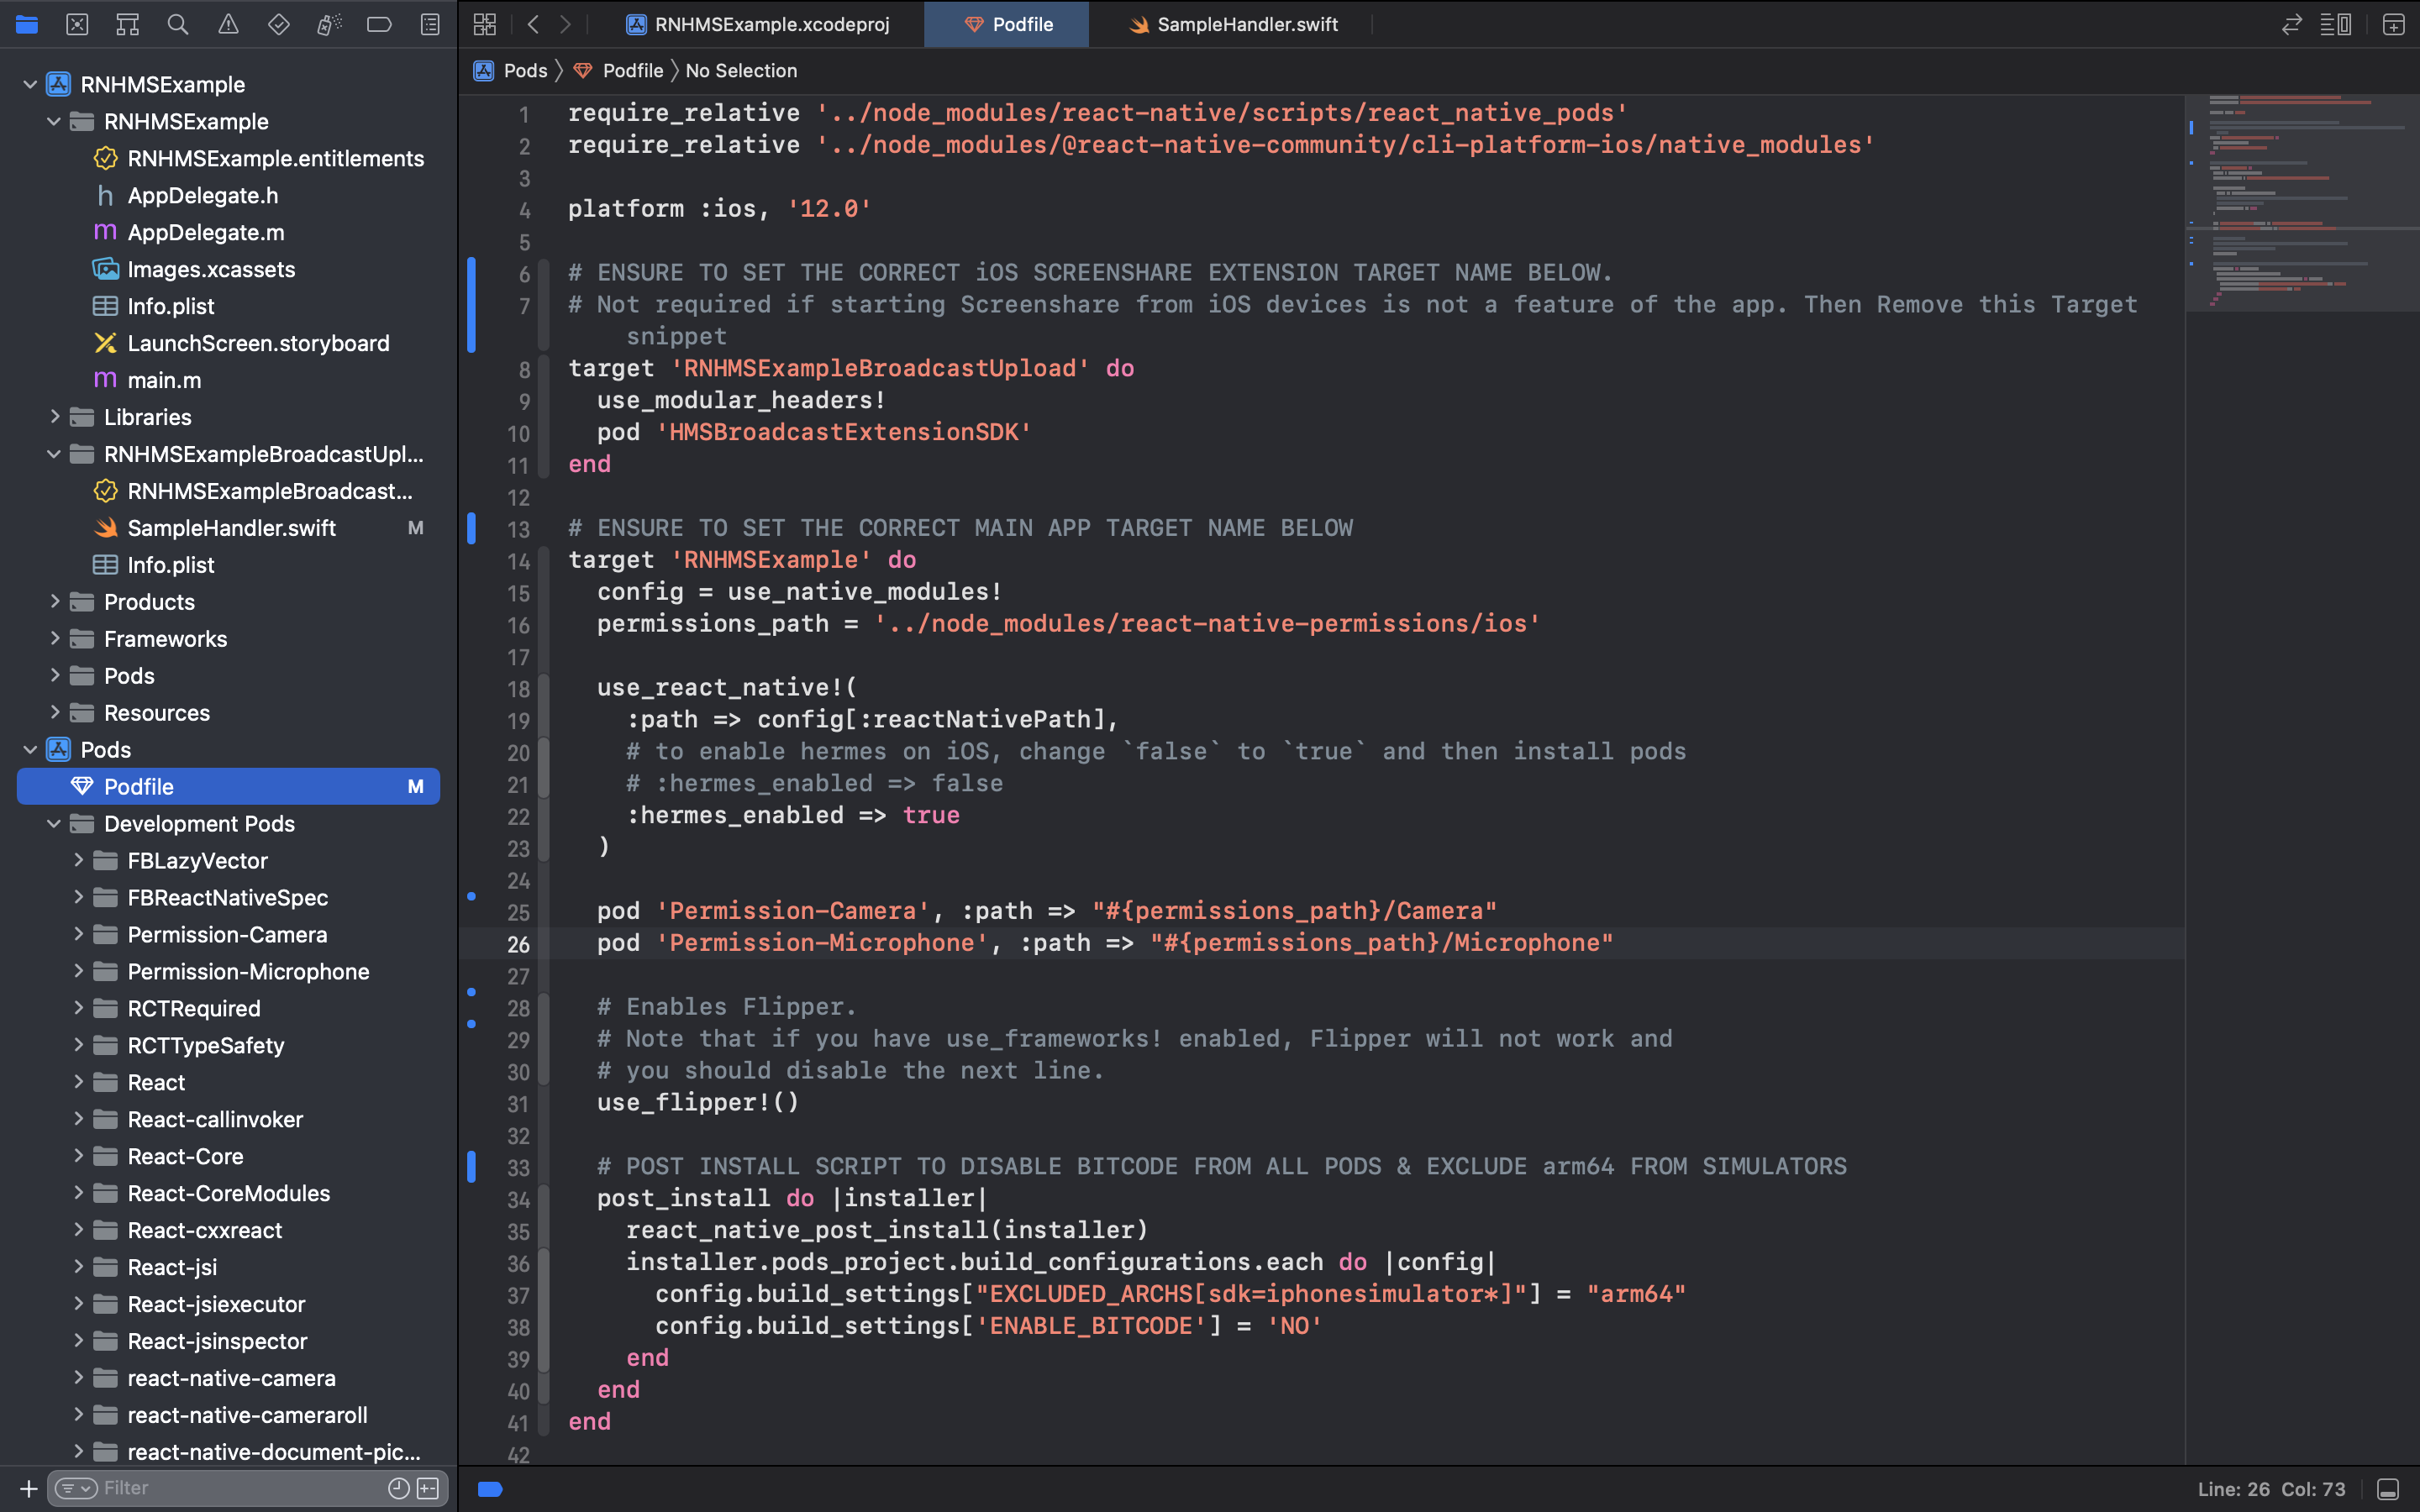 RNHMSExample.xcodeproj
Podfile
SampleHandler.swift
Pods
Podfile
No Selection
RNHMSExample
RNHMSExample
RNHMSExample.entitlements
h AppDelegate.h
m AppDelegate.m
Images.xcassets
Info.plist
LaunchScreen.storyboard
m main.m
Libraries
RNHMSExampleBroadcastUpl...
RNHMSExampleBroadcast...
SampleHandler.swift M
Info.plist
Products
Frameworks
Pods
Resources
Pods
Podfile M
Development Pods
FBLazyVector
FBReactNativeSpec
Permission-Camera
Permission-Microphone
RCTRequired
RCTTypeSafety
React
React-callinvoker
React-Core
React-CoreModules
React-cxxreact
React-jsi
React-jsiexecutor
React-jsinspector
react-native-camera
react-native-cameraroll
react-native-document-pic...
Filter
1 require_relative '../node_modules/react-native/scripts/react_native_pods'
2 require_relative '../node_modules/@react-native-community/cli-platform-ios/native_modules'
3
4 platform :ios, '12.0'
5
6 # ENSURE TO SET THE CORRECT iOS SCREENSHARE EXTENSION TARGET NAME BELOW.
7 # Not required if starting Screenshare from iOS devices is not a feature of the app. Then Remove this Target
snippet
8 target 'RNHMSExampleBroadcastUpload' do
9 use_modular_headers!
10 pod 'HMSBroadcastExtensionSDK'
11 end
12
13 # ENSURE TO SET THE CORRECT MAIN APP TARGET NAME BELOW
14 target 'RNHMSExample' do
15 config = use_native_modules!
16 permissions_path = '../node_modules/react-native-permissions/ios'
17
18 use_react_native!(
19 :path => config[:reactNativePath],
20 # to enable hermes on iOS, change `false` to `true` and then install pods
21 # :hermes_enabled => false
22 :hermes_enabled => true
23 )
24
25 pod 'Permission-Camera', :path => "#{permissions_path}/Camera"
26 pod 'Permission-Microphone', :path => "#{permissions_path}/Microphone"
27
28 # Enables Flipper.
29 # Note that if you have use_frameworks! enabled, Flipper will not work and
30 # you should disable the next line.
31 use_flipper!()
32
33 # POST INSTALL SCRIPT TO DISABLE BITCODE FROM ALL PODS & EXCLUDE arm64 FROM SIMULATORS
34 post_install do |installer|
35 react_native_post_install(installer)
36 installer.pods_project.build_configurations.each do |config|
37 config.build_settings["EXCLUDED_ARCHS[sdk=iphonesimulator*]"] = "arm64"
38 config.build_settings['ENABLE_BITCODE'] = 'NO'
39 end
40 end
41 end
42
Line: 26 Col: 73